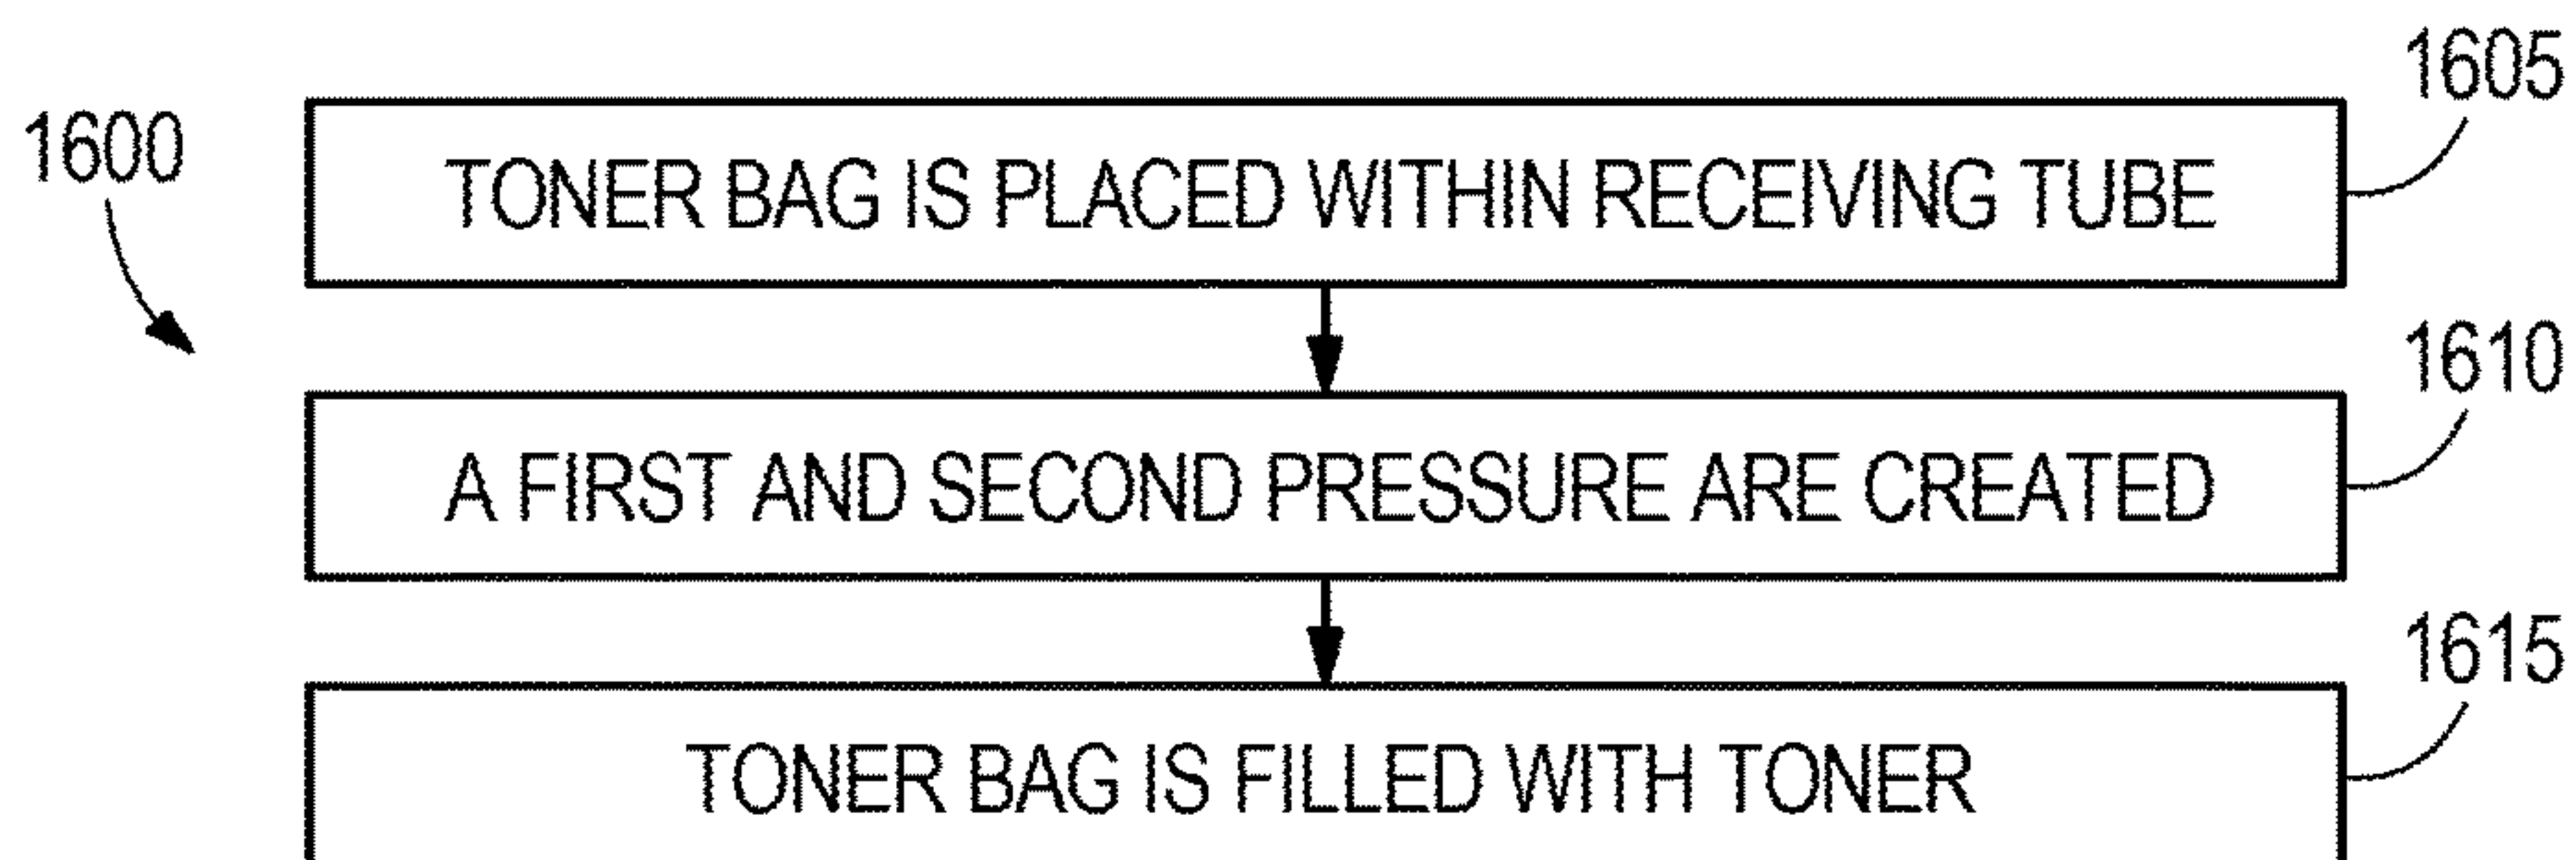 1605
1600
TONER BAG IS PLACED WITHIN RECEIVING TUBE
1610
A FIRST AND SECOND PRESSURE ARE CREATED
1615
TONER BAG IS FILLED WITH TONER